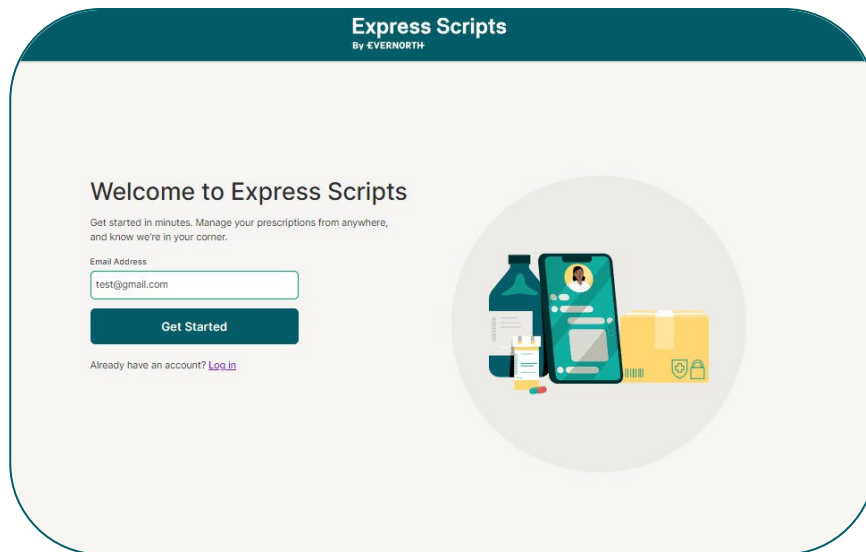 Express Scripts
By EVERNORTH
Welcome to Express Scripts
Get started in minutes. Manage your prescriptions from anywhere,
and know we're in your corner.
Email Address
test@gmail.com
Get Started
Already have an account? Log in